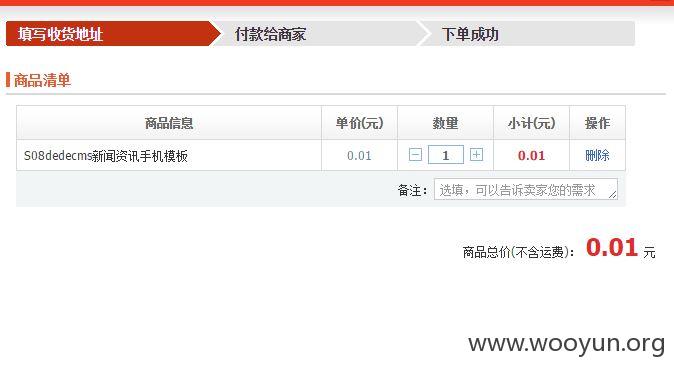 填写收货地址 付款给商家 下单成功
商品清单
商品信息 单价(元) 数量 小计(元) 操作
S08dedecms新闻资讯手机模板 0.01 1 0.01 删除
备注： 选填，可以告诉卖家您的需求
商品总价(不含运费)： 0.01 元
www.wooyun.org